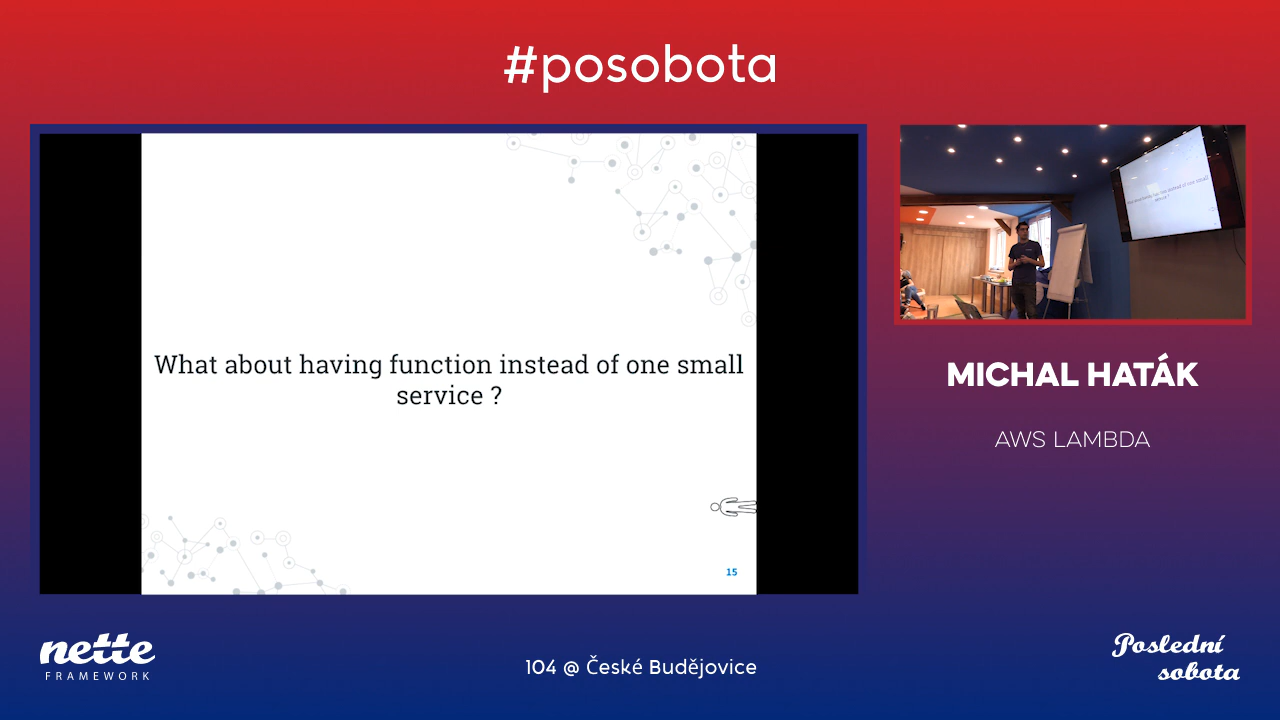 #posobota
What about having function instead of one small
service ?
15
MICHAL HATÁK
AWS LAMBDA
nette
FRAMEWORK
104 @ České Budějovice
Poslední
sobota